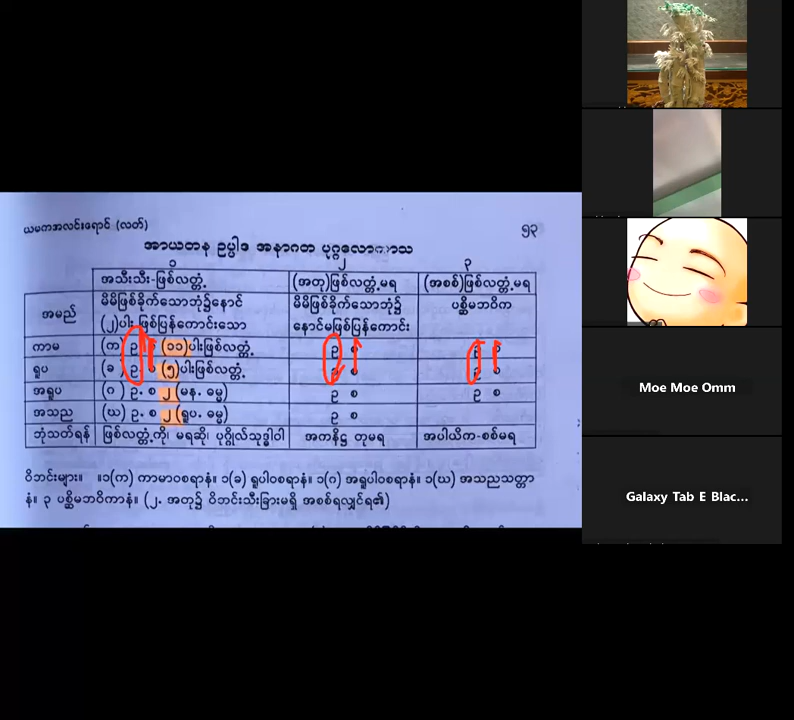 ယမကအလင်းရောင် (လတ်)
၅၃
အာယတန ဥပ္ပါဒ အနာဂတ ပုဂ္ဂလောကာသ
၁ ၂ ၃
အသီးသီး-ဖြစ်လတ္တံ့ (အတု)ဖြစ်လတ္တံ့.မရ (အစစ်)ဖြစ်လတ္တံ့.မရ
အမည် မိမိဖြစ်ခိုက်သောဘုံ၌နောင် မိမိဖြစ်ခိုက်သောဘုံ၌ ပစ္ဆိမဘဝိက
(၂)ပါး ဖြစ်ပြန်ကောင်းသော နောင်မဖြစ်ပြန်ကောင်း
ကာမ (က) ဥ. စ (၁၁)ပါးဖြစ်လတ္တံ့ ဥ စ ဥ စ
ရူပ (ခ) ဥ. စ (၅)ပါးဖြစ်လတ္တံ့ ဥ စ ဥ စ
အရူပ (ဂ) ဥ. စ ၂ (မန. ဓမ္မ) ဥ စ ဥ စ
အသည (ဃ) ဥ. စ ၂ (ရူပ. ဓမ္မ) ဥ စ
ဘုံသတ်ရန် ဖြစ်လတ္တံ့ကို၊ မရဆို၊ ပုဂ္ဂိုလ်သုဒ္ဓါဝါ အကနိဋ္ဌ တုမရ အပါယိက-စစ်မရ
ဝိဘင်းများ။ ။၁(က) ကာမာဝစရာနံ။ ၁(ခ) ရူပါဝစရာနံ။ ၁(ဂ) အရူပါဝစရာနံ။ ၁(ဃ) အသညသတ္တာ
နံ။ ၃ ပစ္ဆိမဘဝိကာနံ။ (၂. အတု၌ ဝိဘင်းသီးခြားမရှိ အစစ်ရလျှင်ရ၏)
Moe Moe Omm
Galaxy Tab E Blac...